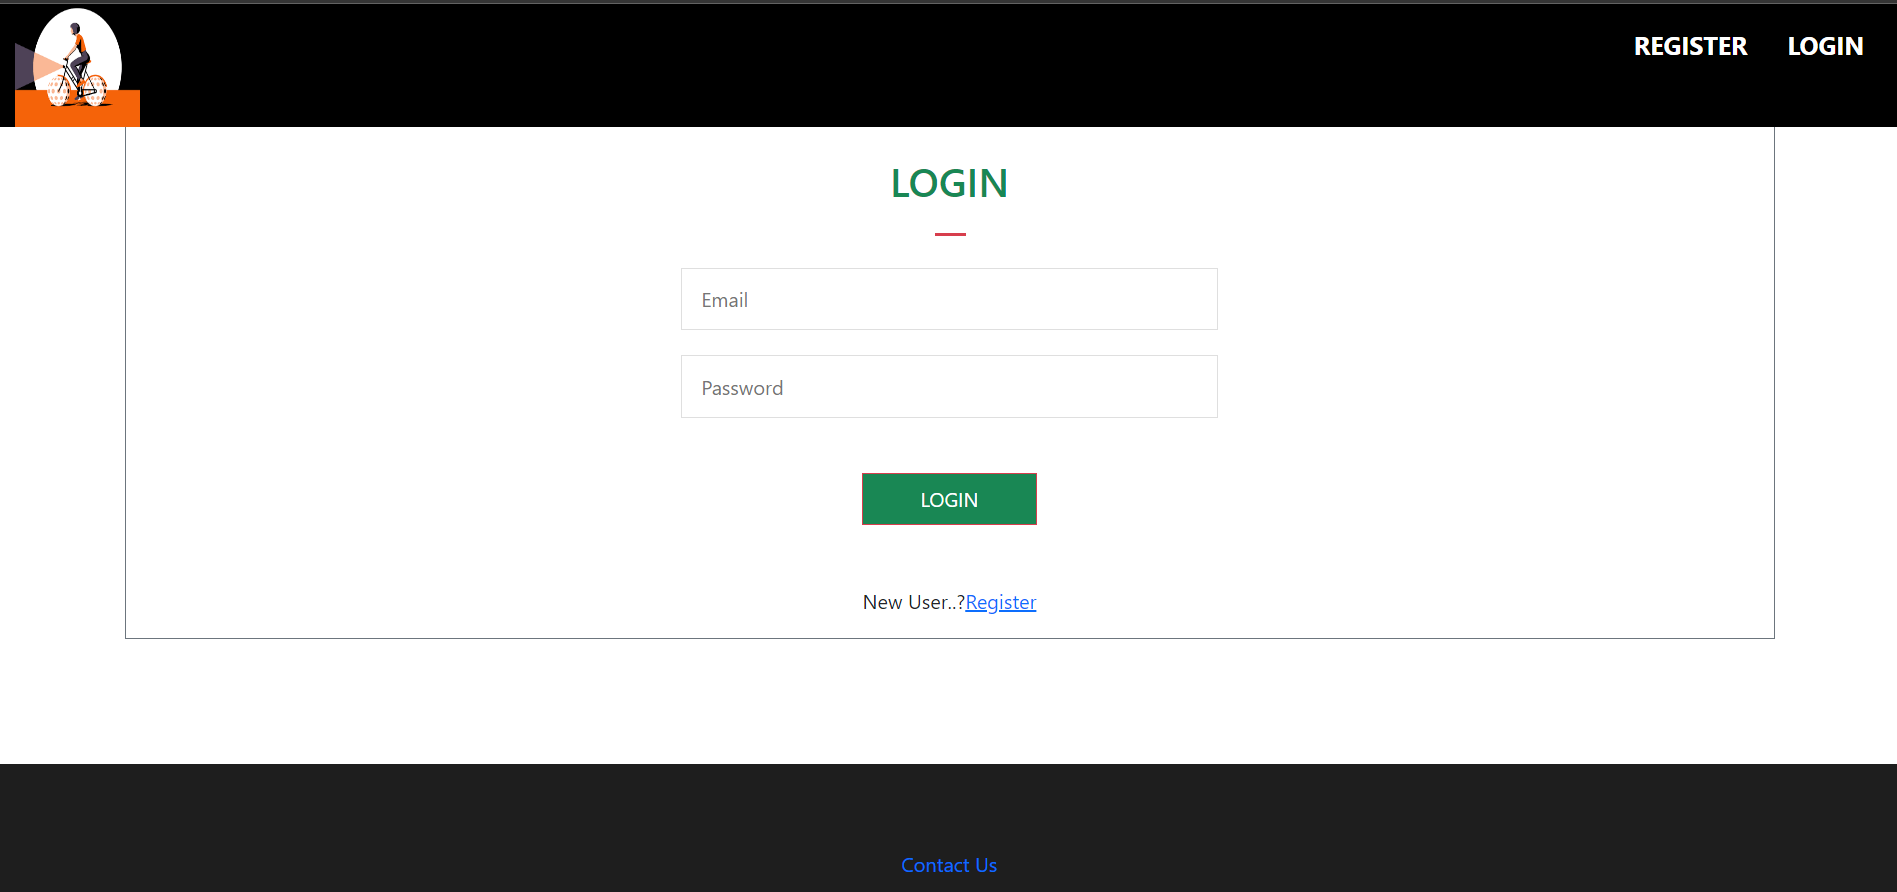 REGISTER LOGIN
LOGIN
Email
Password
LOGIN
New User..?Register
Contact Us